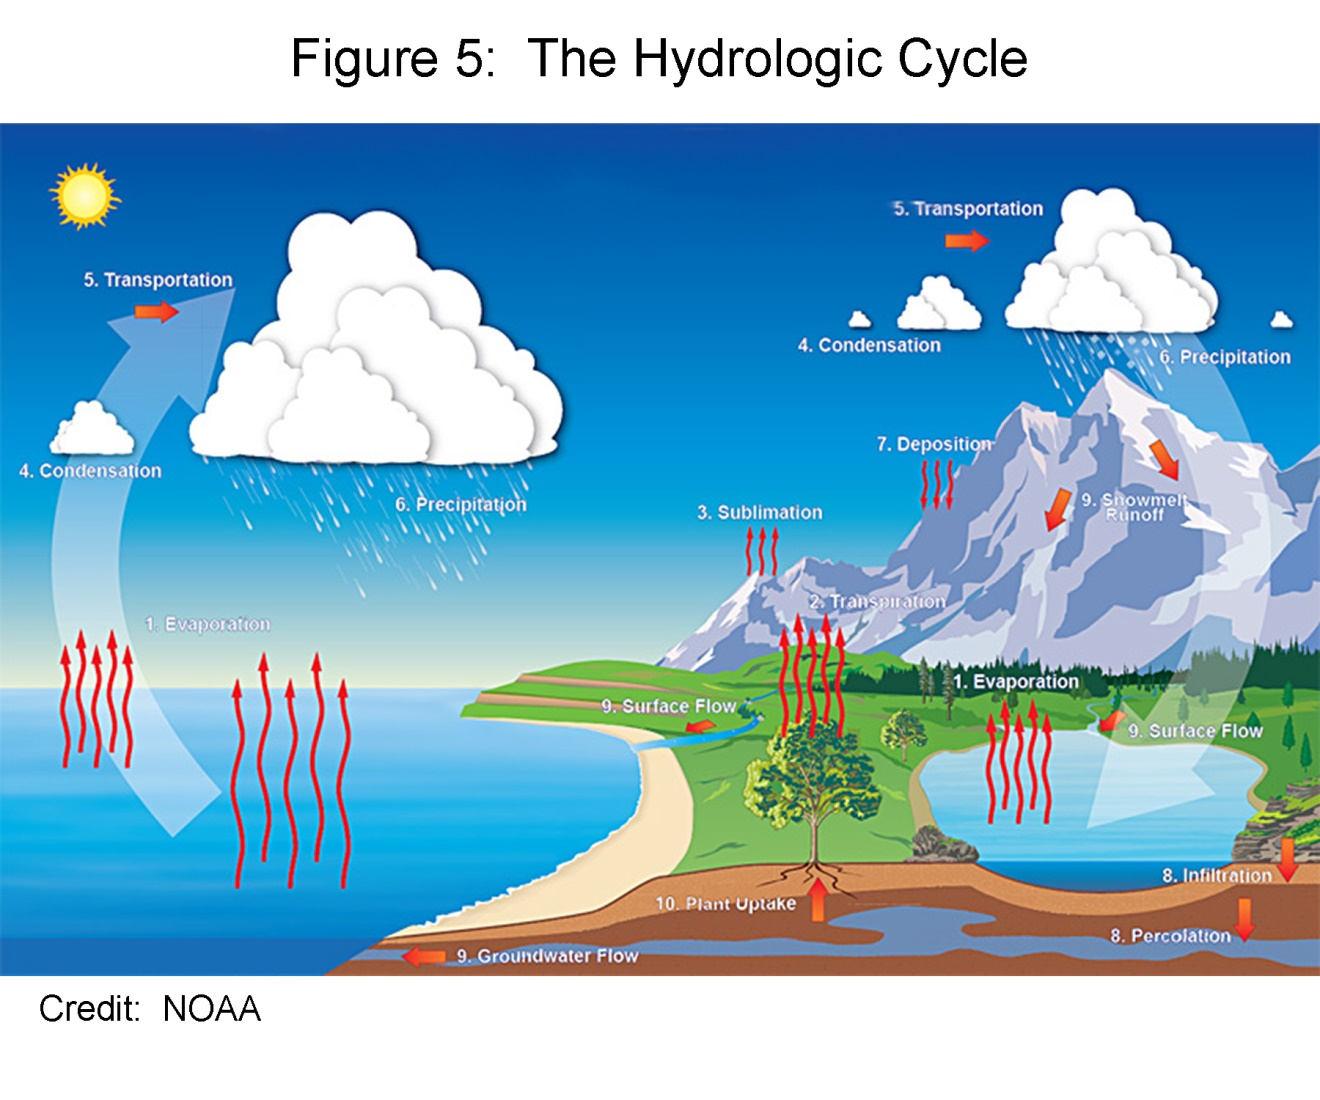 Figure 5:  The Hydrologic Cycle
5. Transportation
5. Transportation
4. Condensation
6. Precipitation
7. Deposition
4. Condensation
6. Precipitation
3. Sublimation
9. Snowmelt
Runoff
2. Transpiration
1. Evaporation
1. Evaporation
9. Surface Flow
9. Surface Flow
8. Infiltration
10. Plant Uptake
8. Percolation
9. Groundwater Flow
Credit:  NOAA